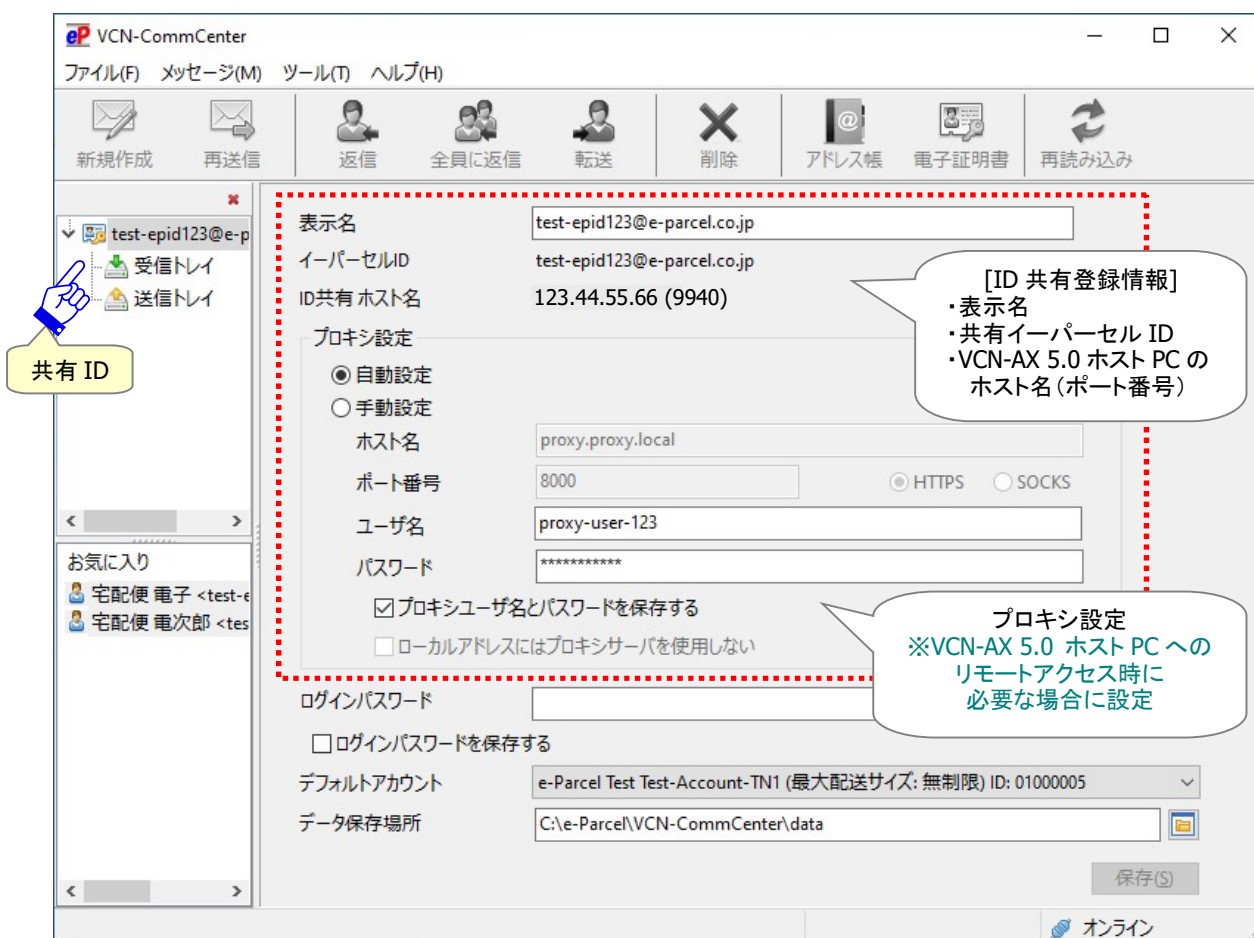 eP VCN-CommCenter
ファイル(F) メッセージ(M) ツール(T) ヘルプ(H)
新規作成 再送信 返信 全員に返信 転送 削除 アドレス帳 電子証明書 再読み込み
test-epid123@e-p
受信トレイ
送信トレイ
共有 ID
お気に入り
宅配便 電子 <test-e
宅配便 電次郎 <tes
表示名 test-epid123@e-parcel.co.jp
イーパーセルID test-epid123@e-parcel.co.jp
ID共有 ホスト名 123.44.55.66 (9940)
プロキシ設定
自動設定
手動設定
ホスト名 proxy.proxy.local
ポート番号 8000 HTTPS SOCKS
ユーザ名 proxy-user-123
パスワード ***********
プロキシユーザ名とパスワードを保存する
ローカルアドレスにはプロキシサーバを使用しない
[ID 共有登録情報]
・表示名
・共有イーパーセル ID
・VCN-AX 5.0 ホスト PC の
ホスト名（ポート番号）
プロキシ設定
※VCN-AX 5.0 ホスト PC への
リモートアクセス時に
必要な場合に設定
ログインパスワード
ログインパスワードを保存する
デフォルトアカウント e-Parcel Test Test-Account-TN1 (最大配送サイズ: 無制限) ID: 01000005
データ保存場所 C:\e-Parcel\VCN-CommCenter\data
保存(S)
オンライン